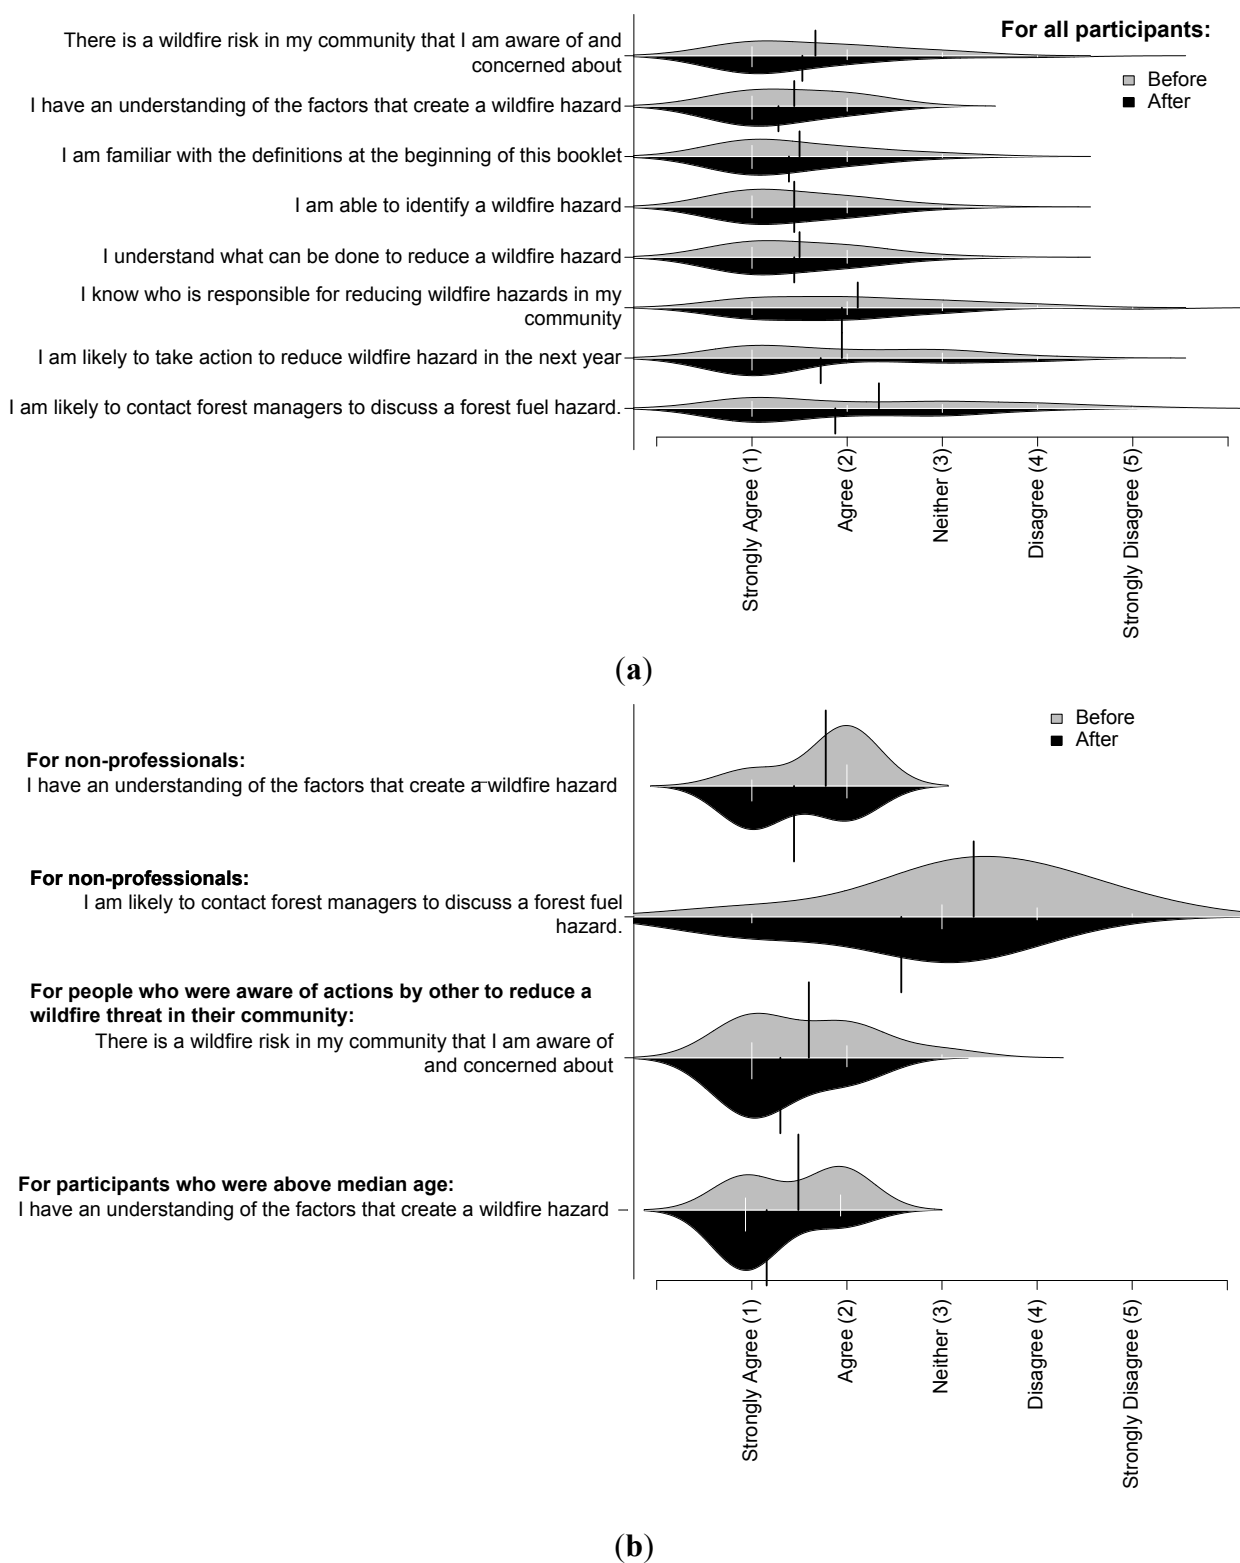 For all participants:
Before
After
There is a wildfire risk in my community that I am aware of and
concerned about
I have an understanding of the factors that create a wildfire hazard
I am familiar with the definitions at the beginning of this booklet
I am able to identify a wildfire hazard
I understand what can be done to reduce a wildfire hazard
I know who is responsible for reducing wildfire hazards in my
community
I am likely to take action to reduce wildfire hazard in the next year
I am likely to contact forest managers to discuss a forest fuel hazard.
Strongly Agree (1)
Agree (2)
Neither (3)
Disagree (4)
Strongly Disagree (5)
(a)
Before
After
For non-professionals:
I have an understanding of the factors that create a wildfire hazard
For non-professionals:
I am likely to contact forest managers to discuss a forest fuel
hazard.
For people who were aware of actions by other to reduce a
wildfire threat in their community:
There is a wildfire risk in my community that I am aware of
and concerned about
For participants who were above median age:
I have an understanding of the factors that create a wildfire hazard
Strongly Agree (1)
Agree (2)
Neither (3)
Disagree (4)
Strongly Disagree (5)
(b)